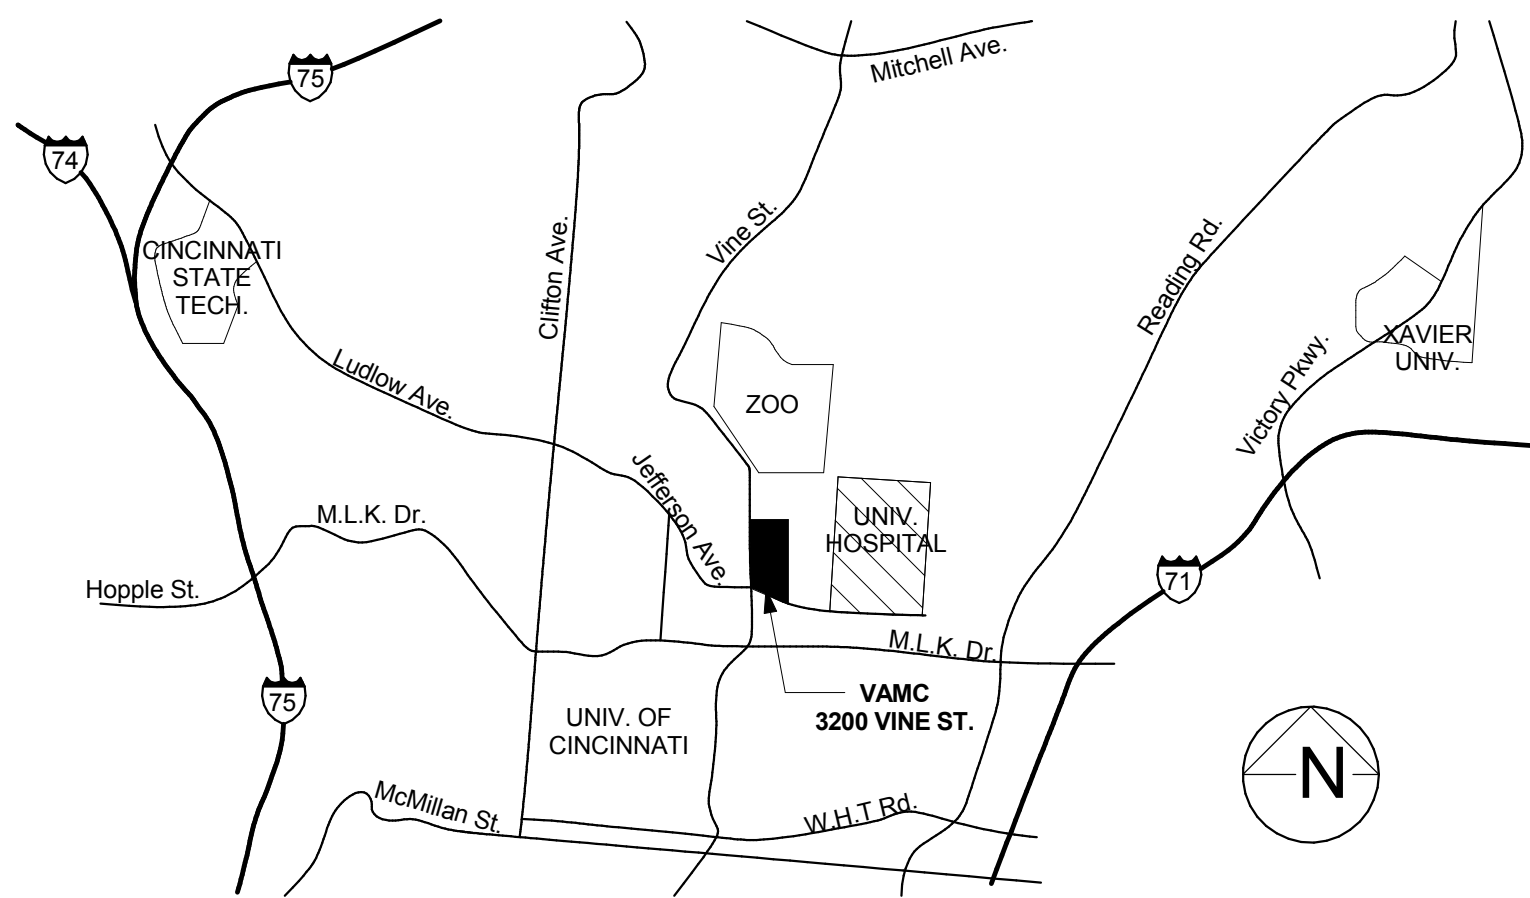 75
Mitchell Ave.
74
Vine St.
Clifton Ave.
Reading Rd.
CINCINNATI
STATE
TECH.
XAVIER
UNIV.
Victory Pkwy.
Ludlow Ave.
ZOO
Jefferson Ave.
M.L.K. Dr.
UNIV.
HOSPITAL
71
Hopple St.
M.L.K. Dr.
75
VAMC
3200 VINE ST.
UNIV. OF
CINCINNATI
N
McMillan St.
W.H.T Rd.